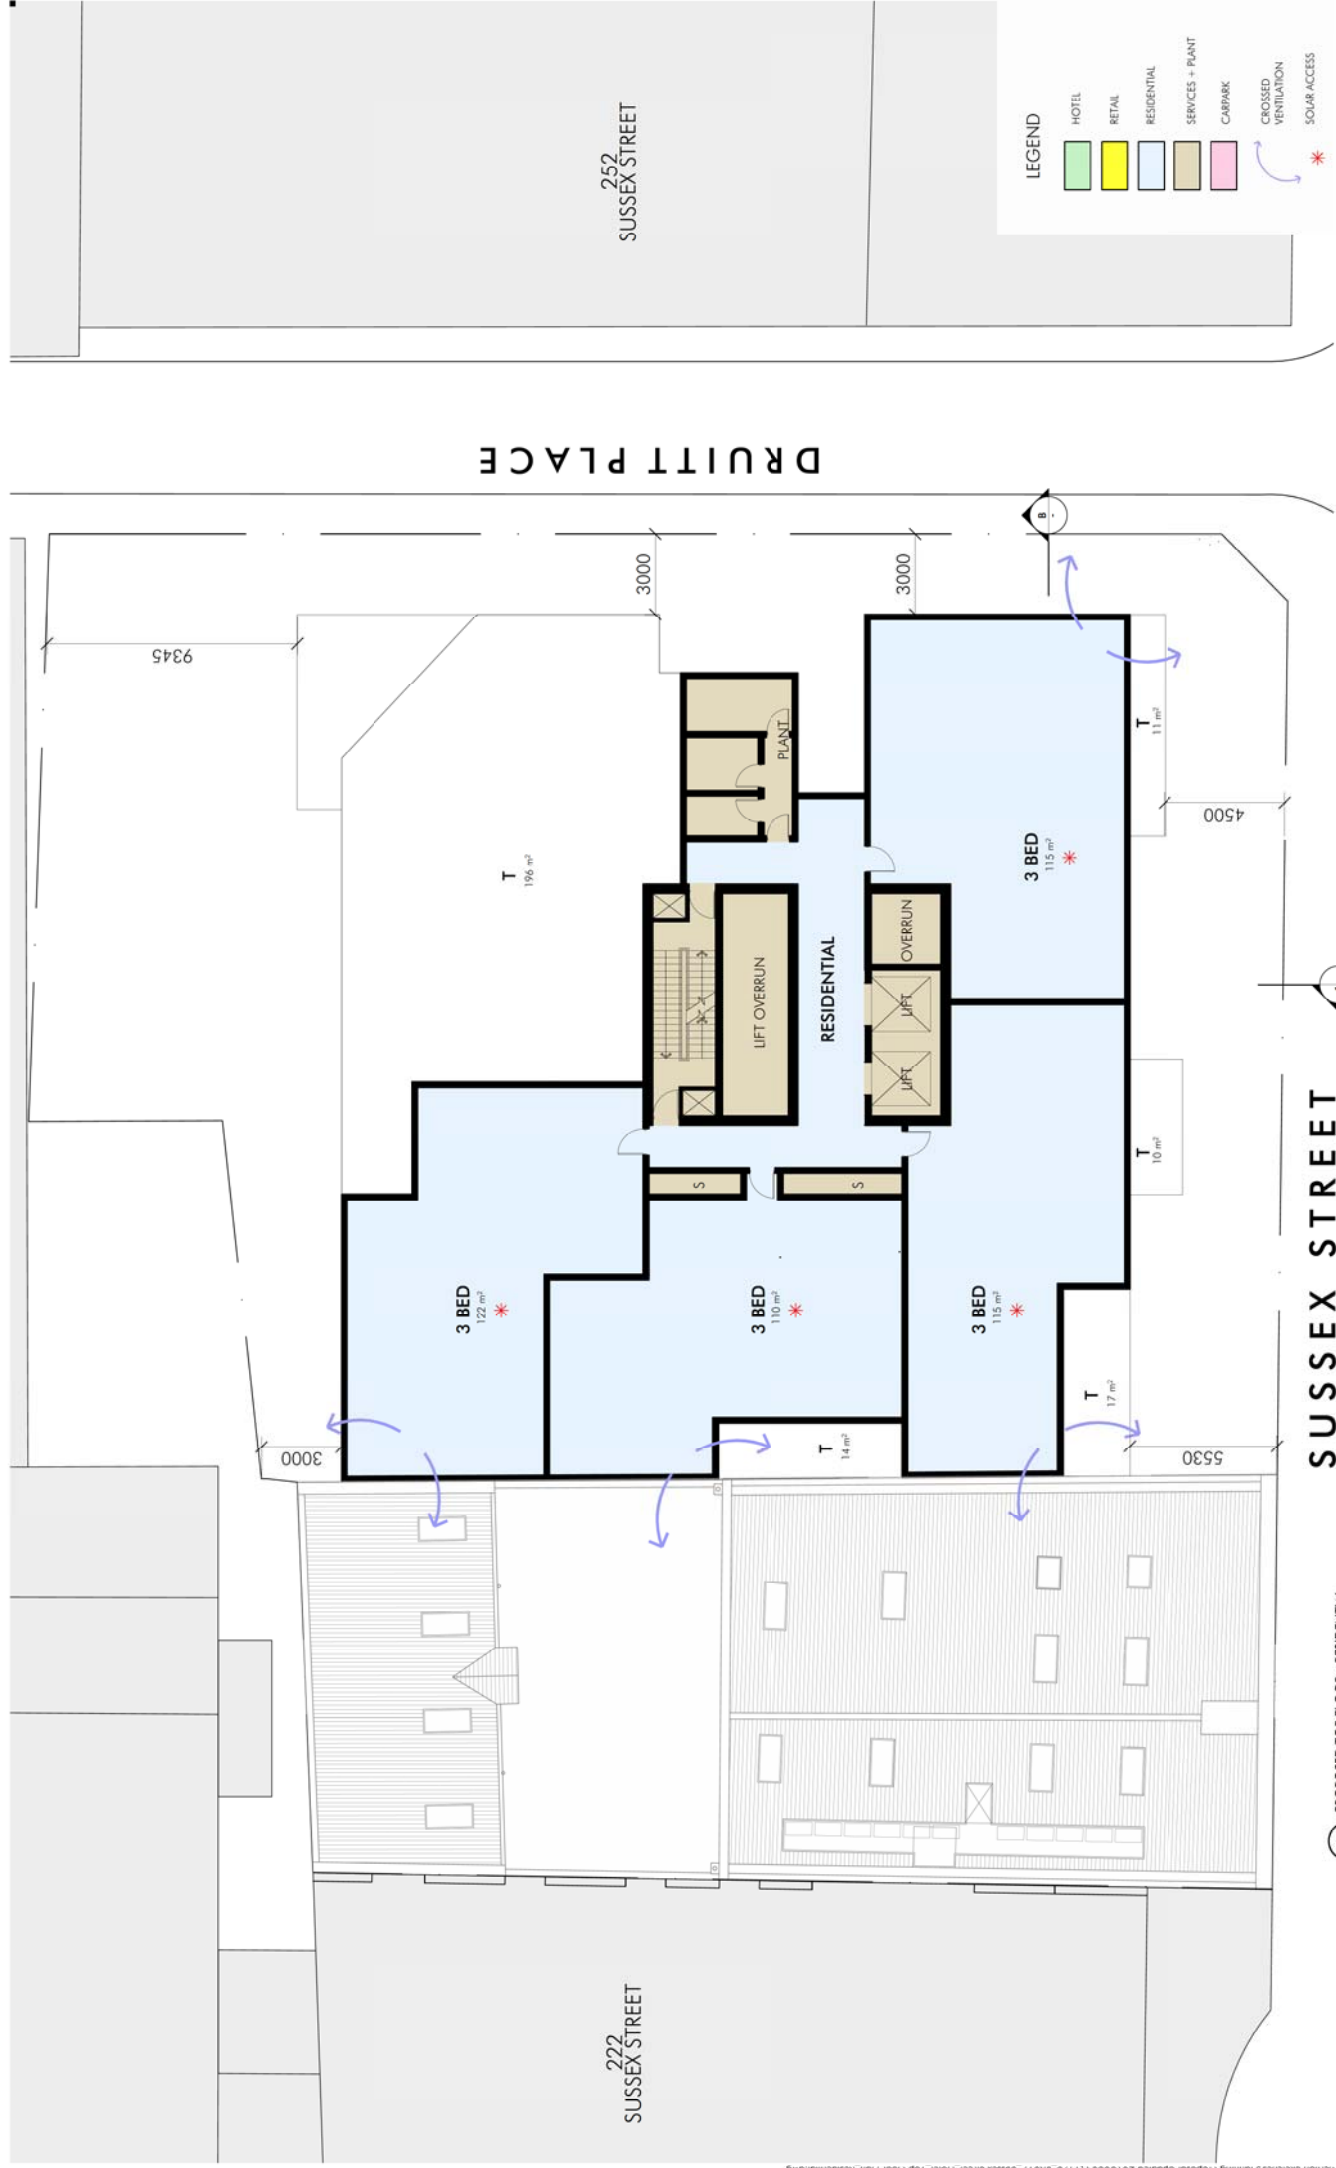 252
SUSSEX STREET
LEGEND
HOTEL
RETAIL
RESIDENTIAL
SERVICES + PLANT
CARPARK
CROSSED
VENTILATION
SOLAR ACCESS
DRUITT PLACE
B
3000
3000
9345
4500
PLANT
T
196 m²
T
11 m²
3 BED
115 m²
OVERRUN
LIFT OVERRUN
RESIDENTIAL
LIFT
LIFT
S
S
T
10 m²
3 BED
122 m²
3 BED
110 m²
3 BED
115 m²
T
14 m²
T
17 m²
3000
5530
SUSSEX STREET
222
SUSSEX STREET